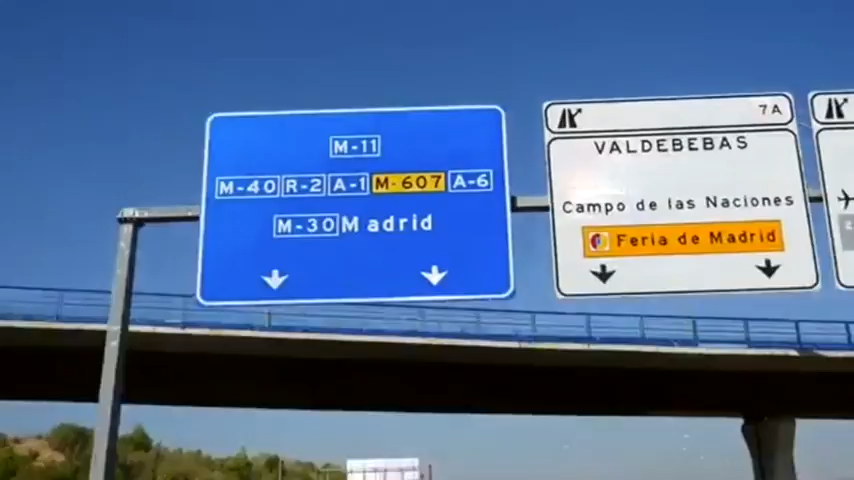 M-11
M-40 R-2 A-1 M-607 A-6
M-30 Madrid
7A
VALDEBEBAS
Campo de las Naciones
Feria de Madrid